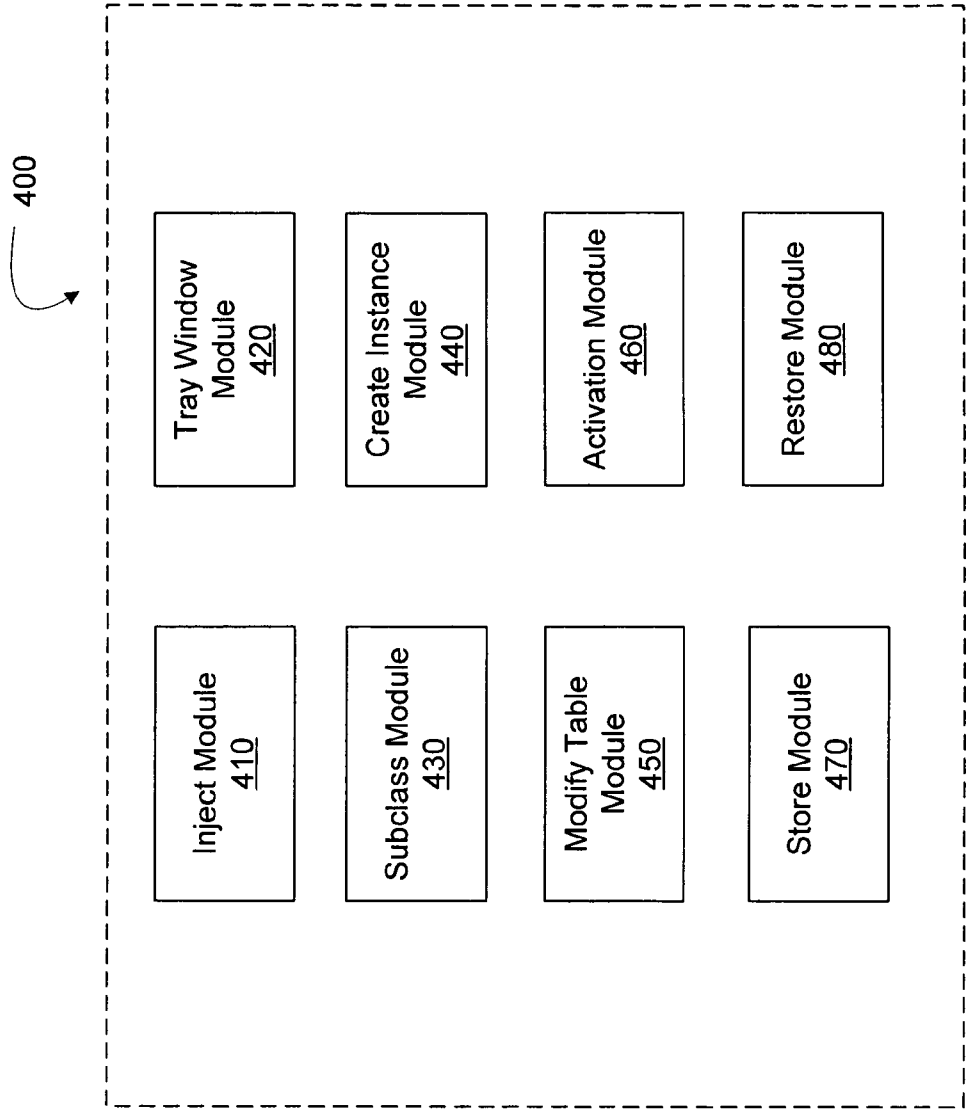 400
Inject Module
410
Tray Window
Module
420
Subclass Module
430
Create Instance
Module
440
Modify Table
Module
450
Activation Module
460
Store Module
470
Restore Module
480